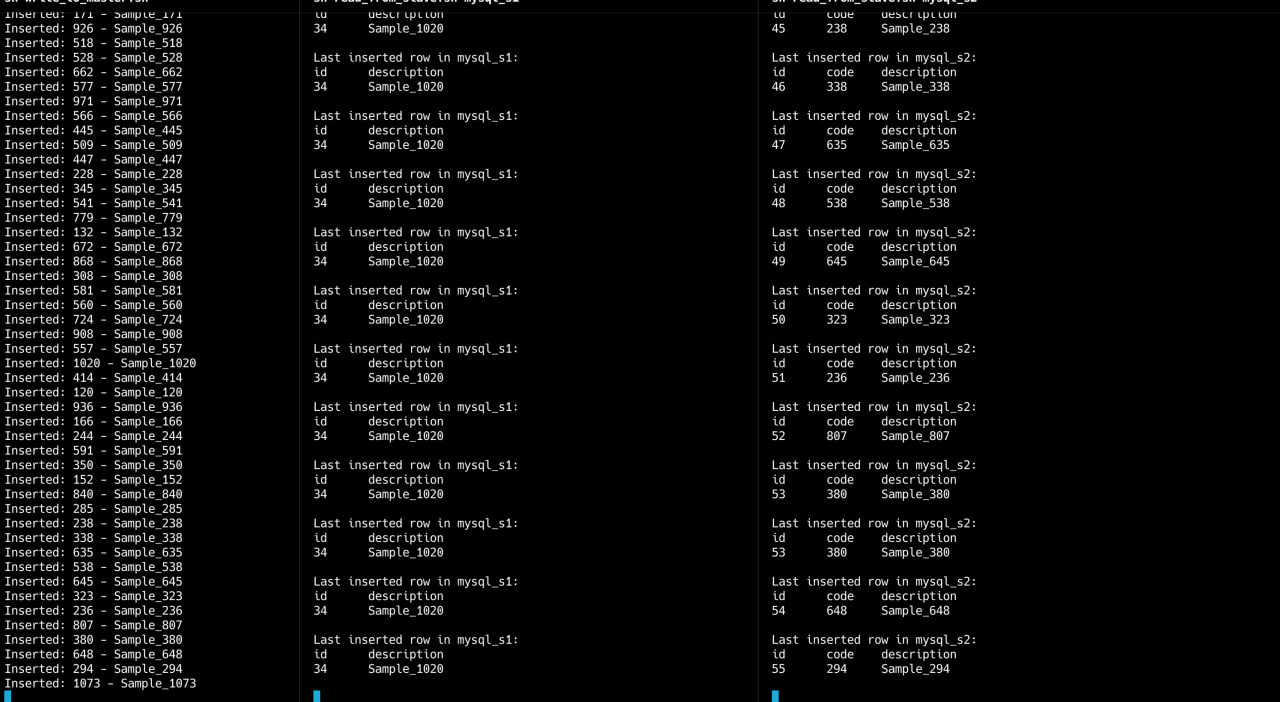 sh write_to_master.sh
Inserted: 171 - Sample_171
Inserted: 926 - Sample_926
Inserted: 518 - Sample_518
Inserted: 528 - Sample_528
Inserted: 662 - Sample_662
Inserted: 577 - Sample_577
Inserted: 971 - Sample_971
Inserted: 566 - Sample_566
Inserted: 445 - Sample_445
Inserted: 509 - Sample_509
Inserted: 447 - Sample_447
Inserted: 228 - Sample_228
Inserted: 345 - Sample_345
Inserted: 541 - Sample_541
Inserted: 779 - Sample_779
Inserted: 132 - Sample_132
Inserted: 672 - Sample_672
Inserted: 868 - Sample_868
Inserted: 308 - Sample_308
Inserted: 581 - Sample_581
Inserted: 560 - Sample_560
Inserted: 724 - Sample_724
Inserted: 908 - Sample_908
Inserted: 557 - Sample_557
Inserted: 1020 - Sample_1020
Inserted: 414 - Sample_414
Inserted: 120 - Sample_120
Inserted: 936 - Sample_936
Inserted: 166 - Sample_166
Inserted: 244 - Sample_244
Inserted: 591 - Sample_591
Inserted: 350 - Sample_350
Inserted: 152 - Sample_152
Inserted: 840 - Sample_840
Inserted: 285 - Sample_285
Inserted: 238 - Sample_238
Inserted: 338 - Sample_338
Inserted: 635 - Sample_635
Inserted: 538 - Sample_538
Inserted: 645 - Sample_645
Inserted: 323 - Sample_323
Inserted: 236 - Sample_236
Inserted: 807 - Sample_807
Inserted: 380 - Sample_380
Inserted: 648 - Sample_648
Inserted: 294 - Sample_294
Inserted: 1073 - Sample_1073
sh read_from_slave.sh mysql_s1
id description
34 Sample_1020
Last inserted row in mysql_s1:
id description
34 Sample_1020
Last inserted row in mysql_s1:
id description
34 Sample_1020
Last inserted row in mysql_s1:
id description
34 Sample_1020
Last inserted row in mysql_s1:
id description
34 Sample_1020
Last inserted row in mysql_s1:
id description
34 Sample_1020
Last inserted row in mysql_s1:
id description
34 Sample_1020
Last inserted row in mysql_s1:
id description
34 Sample_1020
Last inserted row in mysql_s1:
id description
34 Sample_1020
Last inserted row in mysql_s1:
id description
34 Sample_1020
Last inserted row in mysql_s1:
id description
34 Sample_1020
Last inserted row in mysql_s1:
id description
34 Sample_1020
sh read_from_slave.sh mysql_s2
id code description
45 238 Sample_238
Last inserted row in mysql_s2:
id code description
46 338 Sample_338
Last inserted row in mysql_s2:
id code description
47 635 Sample_635
Last inserted row in mysql_s2:
id code description
48 538 Sample_538
Last inserted row in mysql_s2:
id code description
49 645 Sample_645
Last inserted row in mysql_s2:
id code description
50 323 Sample_323
Last inserted row in mysql_s2:
id code description
51 236 Sample_236
Last inserted row in mysql_s2:
id code description
52 807 Sample_807
Last inserted row in mysql_s2:
id code description
53 380 Sample_380
Last inserted row in mysql_s2:
id code description
53 380 Sample_380
Last inserted row in mysql_s2:
id code description
54 648 Sample_648
Last inserted row in mysql_s2:
id code description
55 294 Sample_294